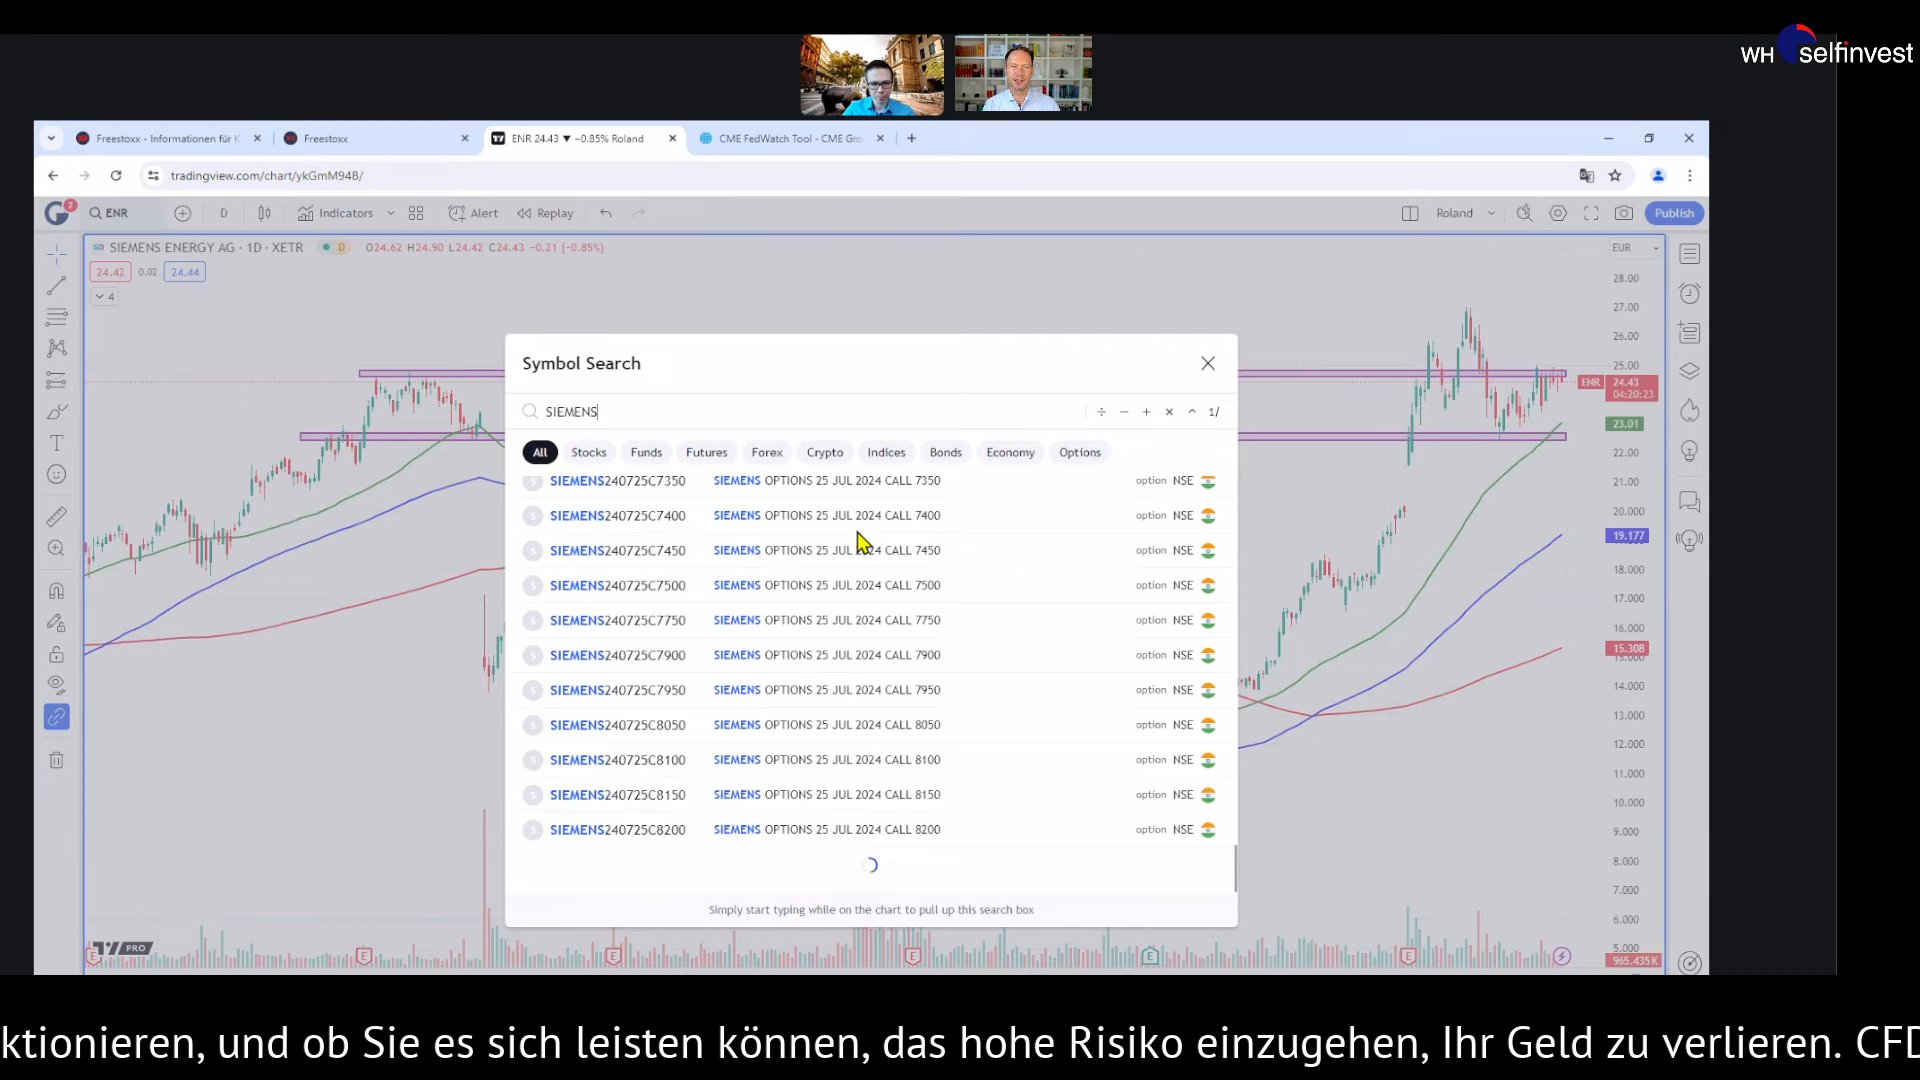 WH selfinvest
Freestoxx - Informationen für K
Freestoxx
ENR 24.43 ▼ −0.85% Roland
CME FedWatch Tool - CME Gro
tradingview.com/chart/ykGmM94B/
2
ENR
D
Indicators
Alert
Replay
Roland
Publish
SIEMENS ENERGY AG · 1D · XETR
D
O24.62 H24.90 L24.42 C24.43 −0.21 (−0.85%)
EUR
24.42
0.02
24.44
4
Symbol Search
SIEMENS
÷ − + × ^ 1/
All
Stocks
Funds
Futures
Forex
Crypto
Indices
Bonds
Economy
Options
S SIEMENS240725C7350 SIEMENS OPTIONS 25 JUL 2024 CALL 7350 option NSE
S SIEMENS240725C7400 SIEMENS OPTIONS 25 JUL 2024 CALL 7400 option NSE
S SIEMENS240725C7450 SIEMENS OPTIONS 25 JUL 2024 CALL 7450 option NSE
S SIEMENS240725C7500 SIEMENS OPTIONS 25 JUL 2024 CALL 7500 option NSE
S SIEMENS240725C7750 SIEMENS OPTIONS 25 JUL 2024 CALL 7750 option NSE
S SIEMENS240725C7900 SIEMENS OPTIONS 25 JUL 2024 CALL 7900 option NSE
S SIEMENS240725C7950 SIEMENS OPTIONS 25 JUL 2024 CALL 7950 option NSE
S SIEMENS240725C8050 SIEMENS OPTIONS 25 JUL 2024 CALL 8050 option NSE
S SIEMENS240725C8100 SIEMENS OPTIONS 25 JUL 2024 CALL 8100 option NSE
S SIEMENS240725C8150 SIEMENS OPTIONS 25 JUL 2024 CALL 8150 option NSE
S SIEMENS240725C8200 SIEMENS OPTIONS 25 JUL 2024 CALL 8200 option NSE
Simply start typing while on the chart to pull up this search box
28.00
27.00
26.00
25.00
ENR 24.43
04:20:23
23.01
22.00
21.00
20.000
19.177
18.000
17.000
16.000
15.308
15.000
14.000
13.000
12.000
11.000
10.000
9.000
8.000
7.000
6.000
5.000
965.435K
PRO
E
E
E
E
E
E
ktionieren, und ob Sie es sich leisten können, das hohe Risiko einzugehen, Ihr Geld zu verlieren. CFD